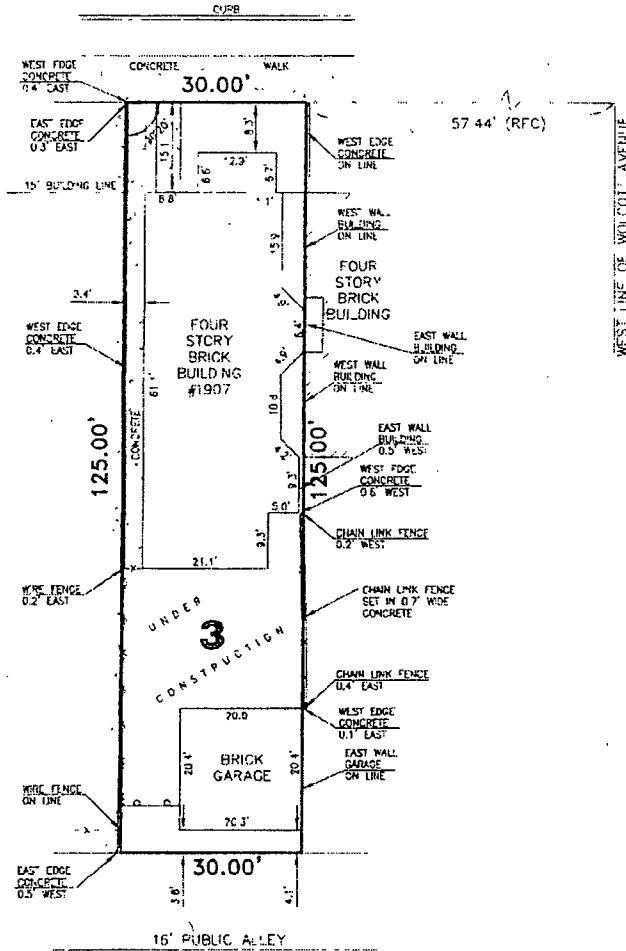 CURB
CONCRETE
WALK
WEST EDGE
CONCRETE
0.4' EAST
30.00'
EAST EDGE
CONCRETE
0.3' EAST
57.44' (RFC)
WEST LINE OF WOLCOTT AVENUE
15.1
8.3'
WEST EDGE
CONCRETE
ON LINE
12.9'
6.6'
6.7'
15' BUILDING LINE
8.8'
WEST WALL
BUILDING
ON LINE
15.9
FOUR
STORY
BRICK
BUILDING
3.4'
WEST EDGE
CONCRETE
0.4' EAST
FOUR
STORY
BRICK
BUILDING
#1907
6.4'
EAST WALL
BUILDING
ON LINE
WEST WALL
BUILDING
ON LINE
10.8
CONCRETE
125.00'
4.2'
125.00'
EAST WALL
BUILDING
0.5' WEST
9.3'
WEST EDGE
CONCRETE
0.6' WEST
5.0'
9.3'
CHAIN LINK FENCE
0.2' WEST
X
21.1'
WIRE FENCE
0.2' EAST
CHAIN LINK FENCE
SET IN 0.7' WIDE
CONCRETE
UNDER
3
CONSTRUCTION
CHAIN LINK FENCE
0.4' EAST
WEST EDGE
CONCRETE
0.1' EAST
20.4'
BRICK
GARAGE
20.4'
EAST WALL
GARAGE
ON LINE
WIRE FENCE
ON LINE
20.3'
X
EAST EDGE
CONCRETE
0.5' WEST
30.00'
3.8'
4.1'
16' PUBLIC ALLEY